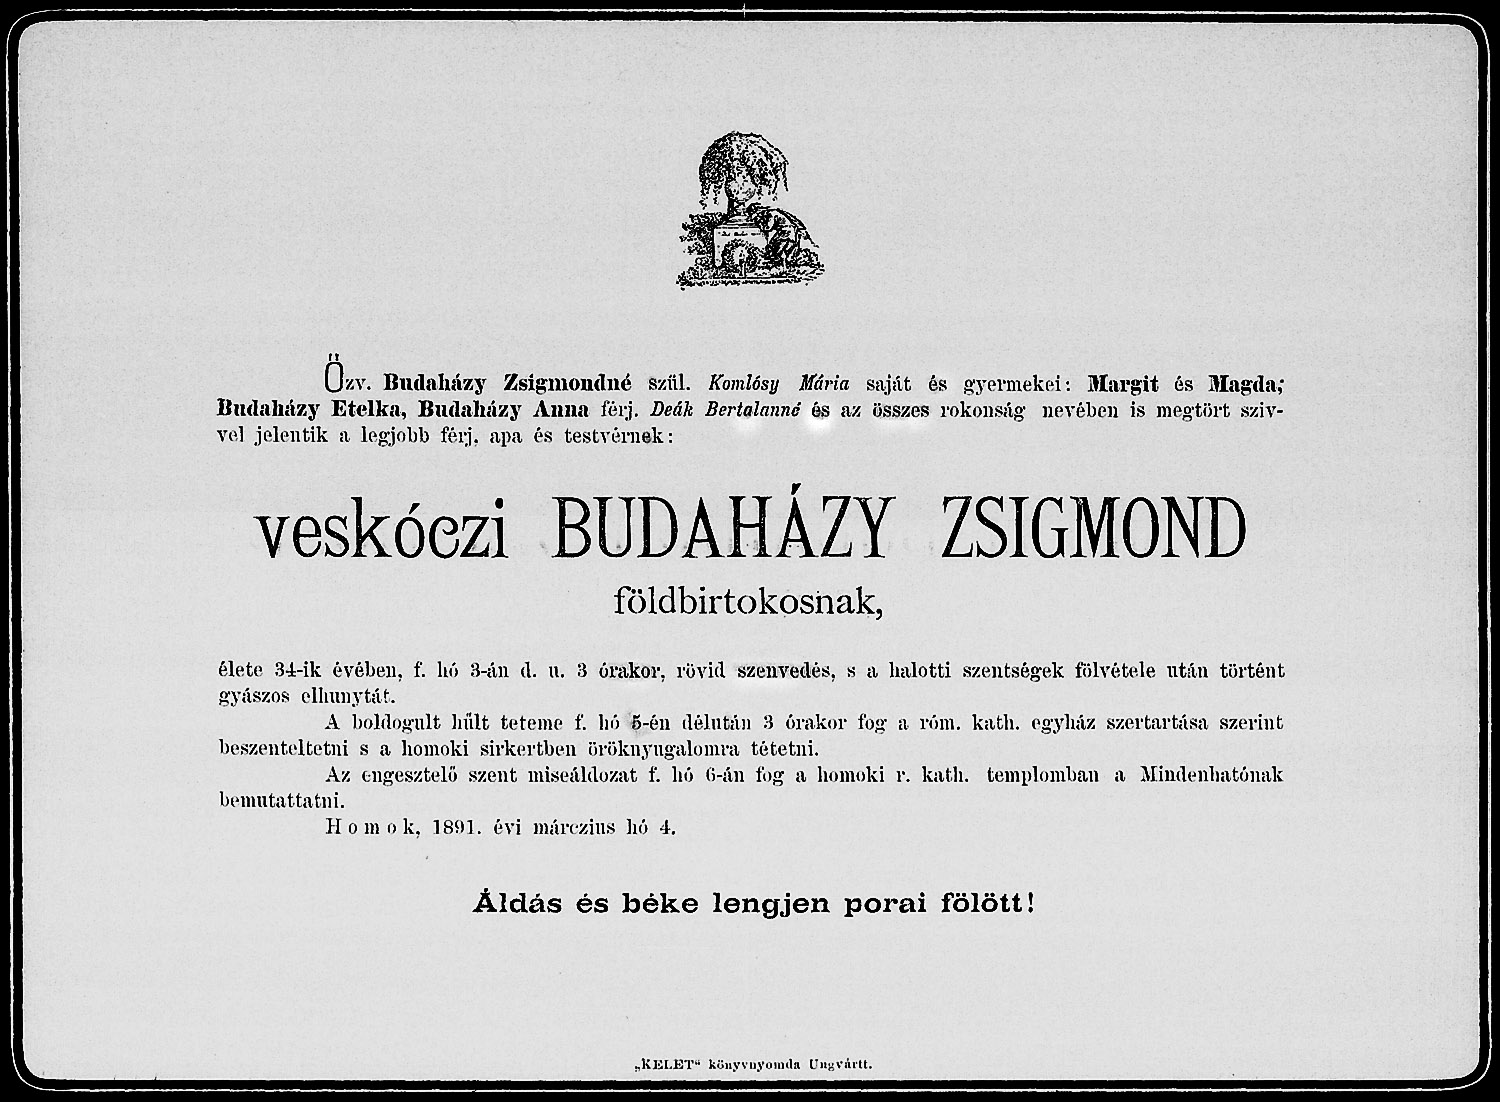 Özv. Budaházy Zsigmondné szül. Komlósy Mária saját és gyermekei: Margit és Magda;
Budaházy Etelka, Budaházy Anna férj. Deák Bertalanné és az összes rokonság nevében is megtört sziv-
vel jelentik a legjobb férj, apa és testvérnek:
veskóczi BUDAHÁZY ZSIGMOND
földbirtokosnak,
élete 34-ik évében, f. hó 3-án d. u. 3 órakor, rövid szenvedés, s a halotti szentségek fölvétele után történt
gyászos elhunytát.
A boldogult hűlt teteme f. hó 5-én délután 3 órakor fog a róm. kath. egyház szertartása szerint
beszenteltetni s a homoki sirkertben öröknyugalomra tétetni.
Az engesztelő szent miseáldozat f. hó 6-án fog a homoki r. kath. templomban a Mindenhatónak
bemutattatni.
Homok, 1891. évi márczius hó 4.
Áldás és béke lengjen porai fölött!
„KELET“ könyvnyomda Ungvártt.